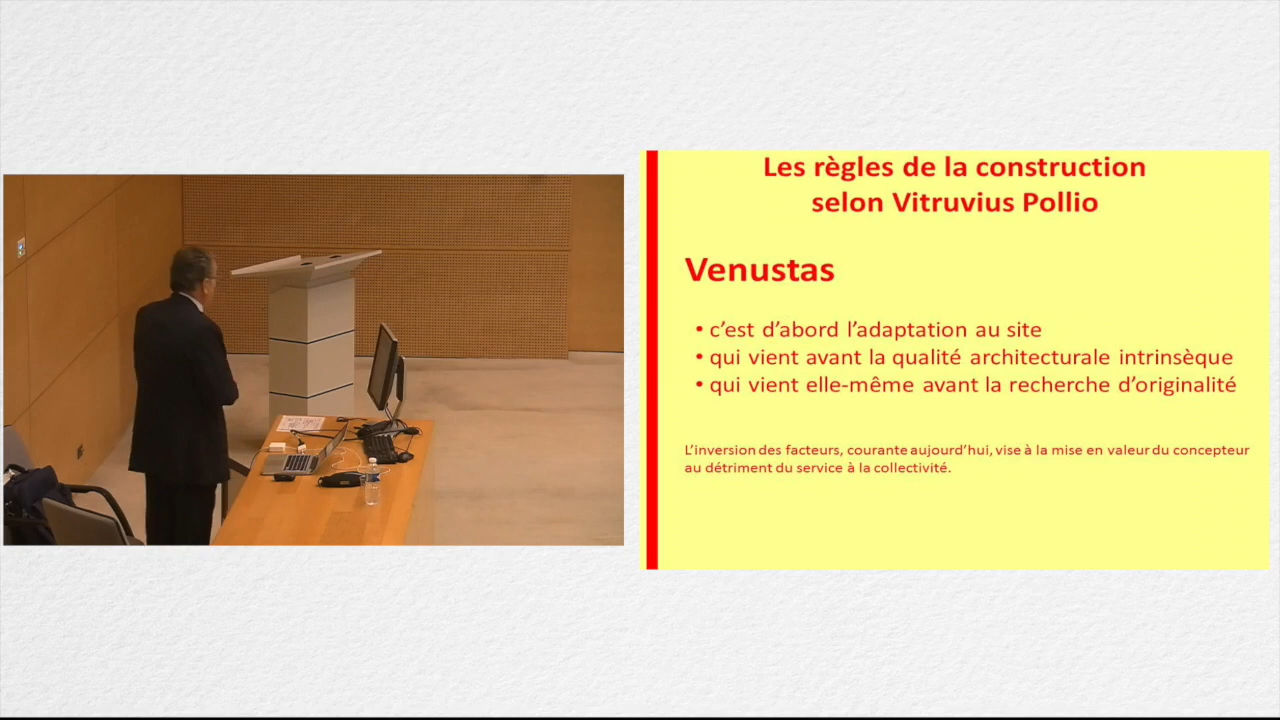 Les règles de la construction
selon Vitruvius Pollio
Venustas
• c’est d’abord l’adaptation au site
• qui vient avant la qualité architecturale intrinsèque
• qui vient elle-même avant la recherche d’originalité
L’inversion des facteurs, courante aujourd’hui, vise à la mise en valeur du concepteur
au détriment du service à la collectivité.